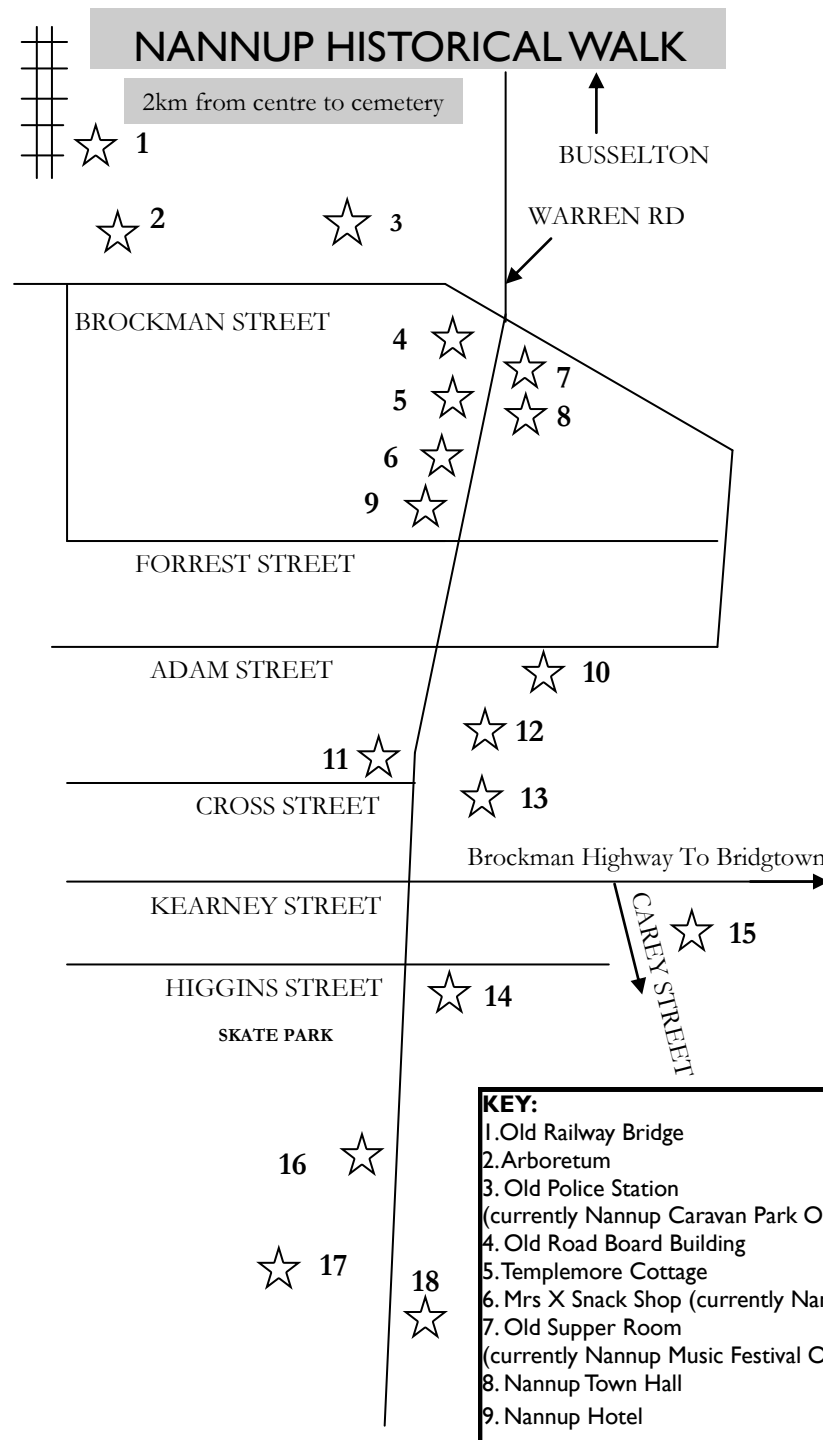 NANNUP HISTORICAL WALK
2km from centre to cemetery
BUSSELTON
1
WARREN RD
2
3
BROCKMAN STREET
4
7
5
8
6
9
FORREST STREET
ADAM STREET
10
12
11
CROSS STREET
13
Brockman Highway To Bridgtown
KEARNEY STREET
CAREY STREET
15
HIGGINS STREET
14
SKATE PARK
16
17
18
KEY:
1.Old Railway Bridge
2.Arboretum
3. Old Police Station
(currently Nannup Caravan Park O
4. Old Road Board Building
5.Templemore Cottage
6. Mrs X Snack Shop (currently Nan
7. Old Supper Room
(currently Nannup Music Festival O
8. Nannup Town Hall
9. Nannup Hotel